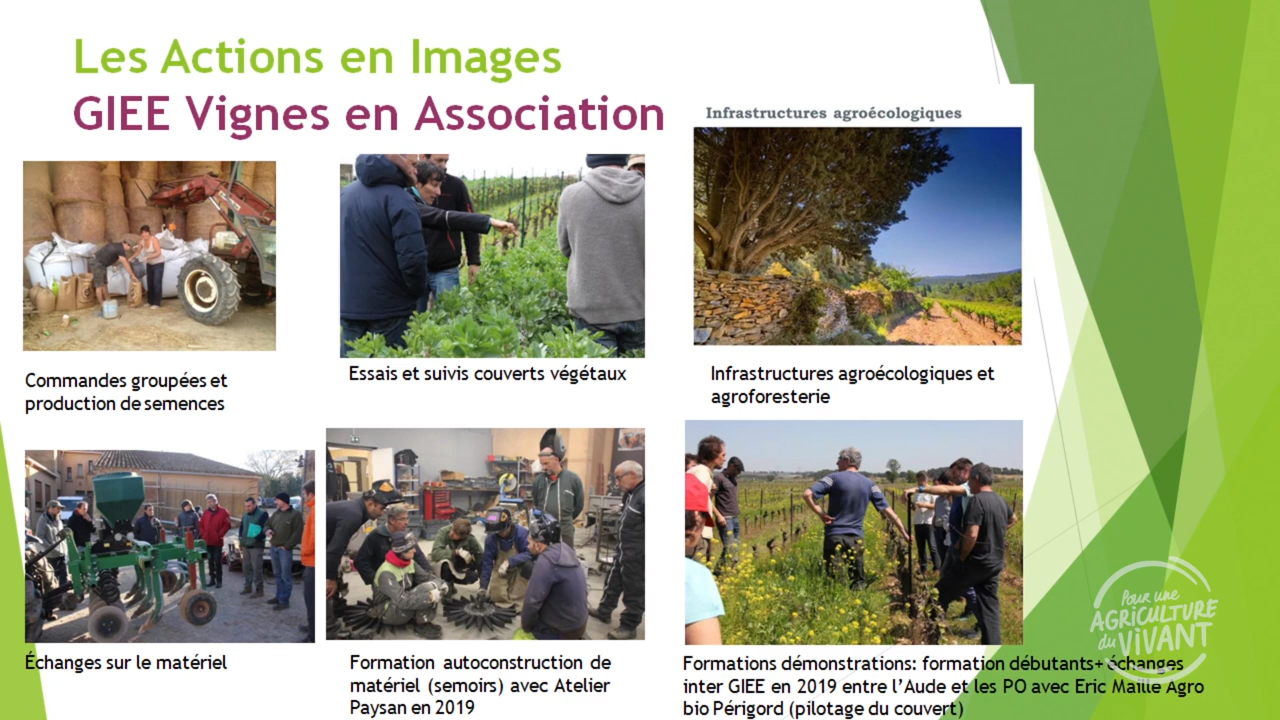 Les Actions en Images
GIEE Vignes en Association
Infrastructures agroécologiques
Commandes groupées et
production de semences
Essais et suivis couverts végétaux
Infrastructures agroécologiques et
agroforesterie
Échanges sur le matériel
Formation autoconstruction de
matériel (semoirs) avec Atelier
Paysan en 2019
Formations démonstrations: formation débutants+ échanges
inter GIEE en 2019 entre l'Aude et les PO avec Eric Maille Agro
bio Périgord (pilotage du couvert)
Pour une
AGRiCULTURE
du ViVANT